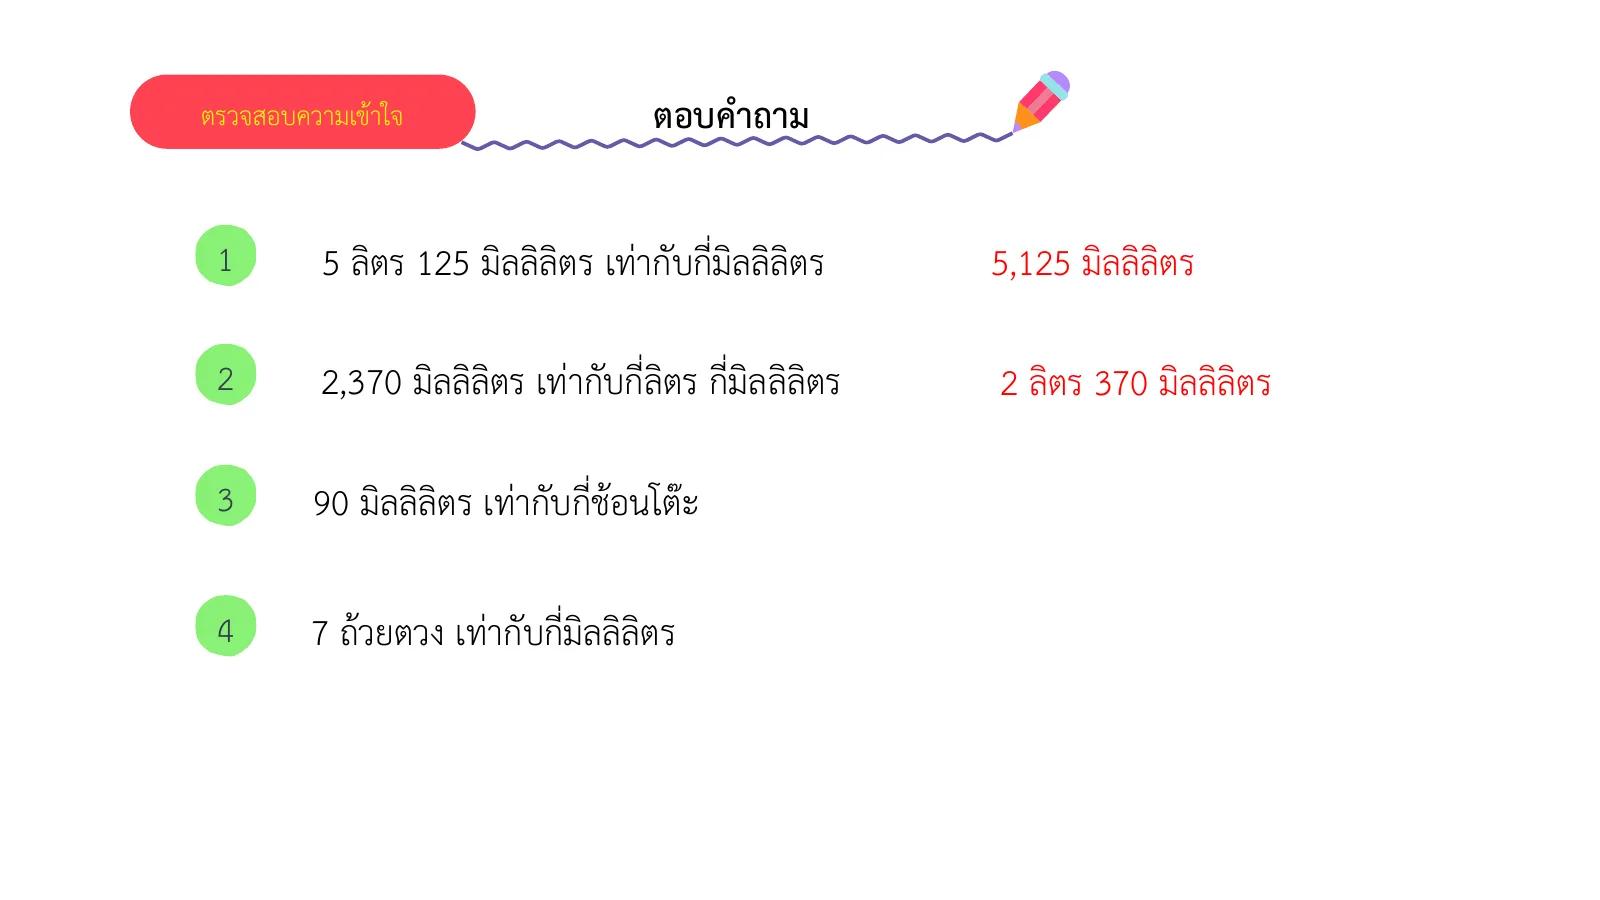 ตรวจสอบความเข้าใจ
ตอบคำถาม
1 5 ลิตร 125 มิลลิลิตร เท่ากับกี่มิลลิลิตร 5,125 มิลลิลิตร
2 2,370 มิลลิลิตร เท่ากับกี่ลิตร กี่มิลลิลิตร 2 ลิตร 370 มิลลิลิตร
3 90 มิลลิลิตร เท่ากับกี่ช้อนโต๊ะ
4 7 ถ้วยตวง เท่ากับกี่มิลลิลิตร